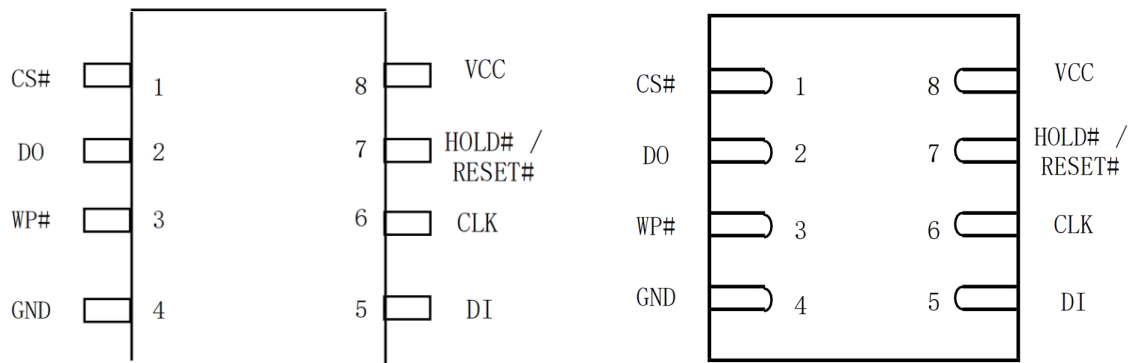 CS# 1 8 VCC
DO 2 7 HOLD# /
RESET#
WP# 3 6 CLK
GND 4 5 DI
CS# 1 8 VCC
DO 2 7 HOLD# /
RESET#
WP# 3 6 CLK
GND 4 5 DI